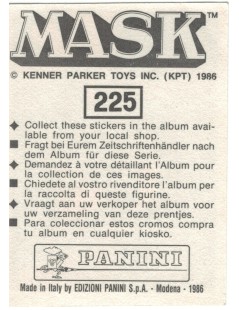 MASK™
© KENNER PARKER TOYS INC. (KPT) 1986
225
◆ Collect these stickers in the album avai-
lable from your local shop.
■ Fragt bei Eurem Zeitschriftenhändler nach
dem Album für diese Serie.
◆ Demandez à votre détaillant l'Album pour
la collection de ces images.
■ Chiedete al vostro rivenditore l'album per
la raccolta di queste figurine.
◆ Vraagt aan uw verkoper het album voor
uw verzameling van deze prentjes.
■ Para coleccionar estos cromos compra
tu album en cualquier kiosko.
PANINI
Made in Italy by EDIZIONI PANINI S.p.A. - Modena - 1986